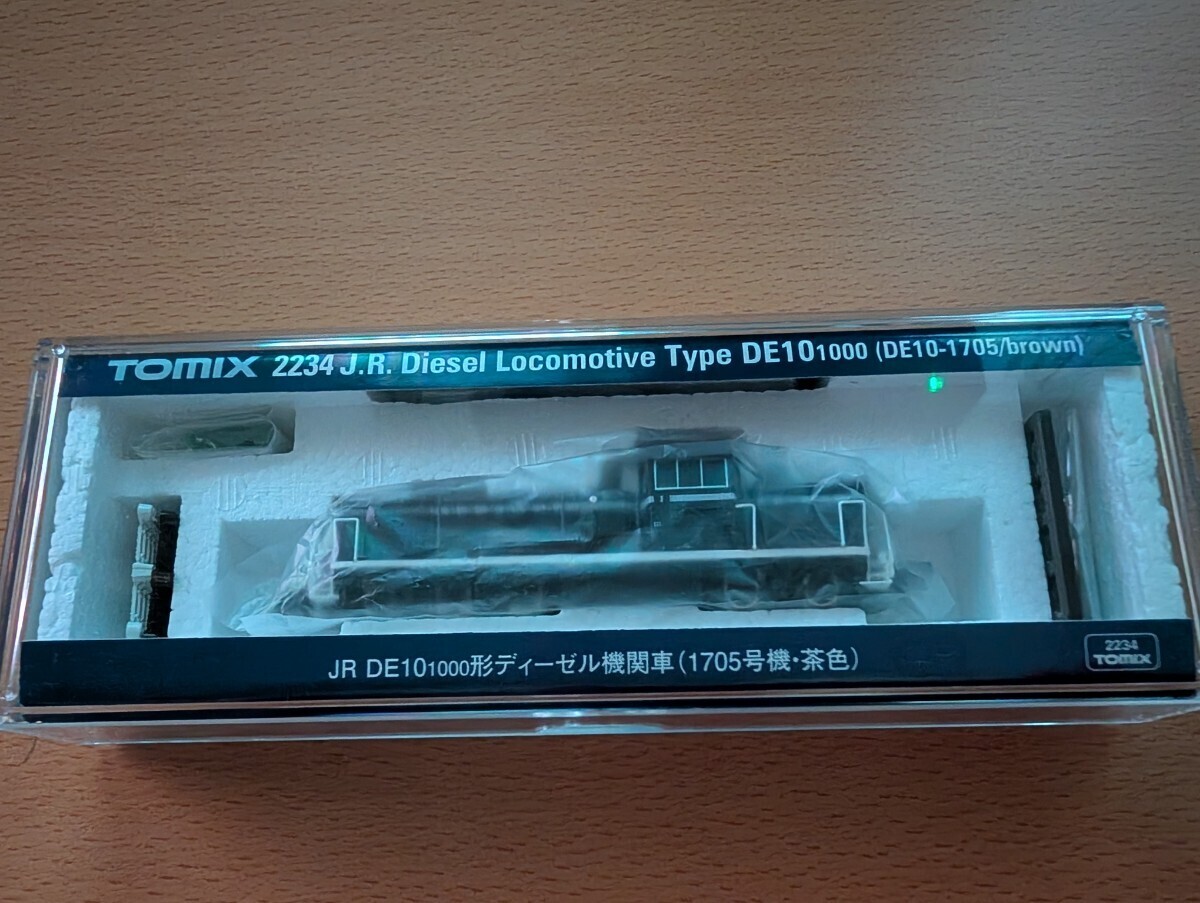 TOMIX 2234 J.R. Diesel Locomotive Type DE10 1000 (DE10-1705/brown)
JR DE10 1000形ディーゼル機関車(1705号機・茶色)
2234
TOMIX